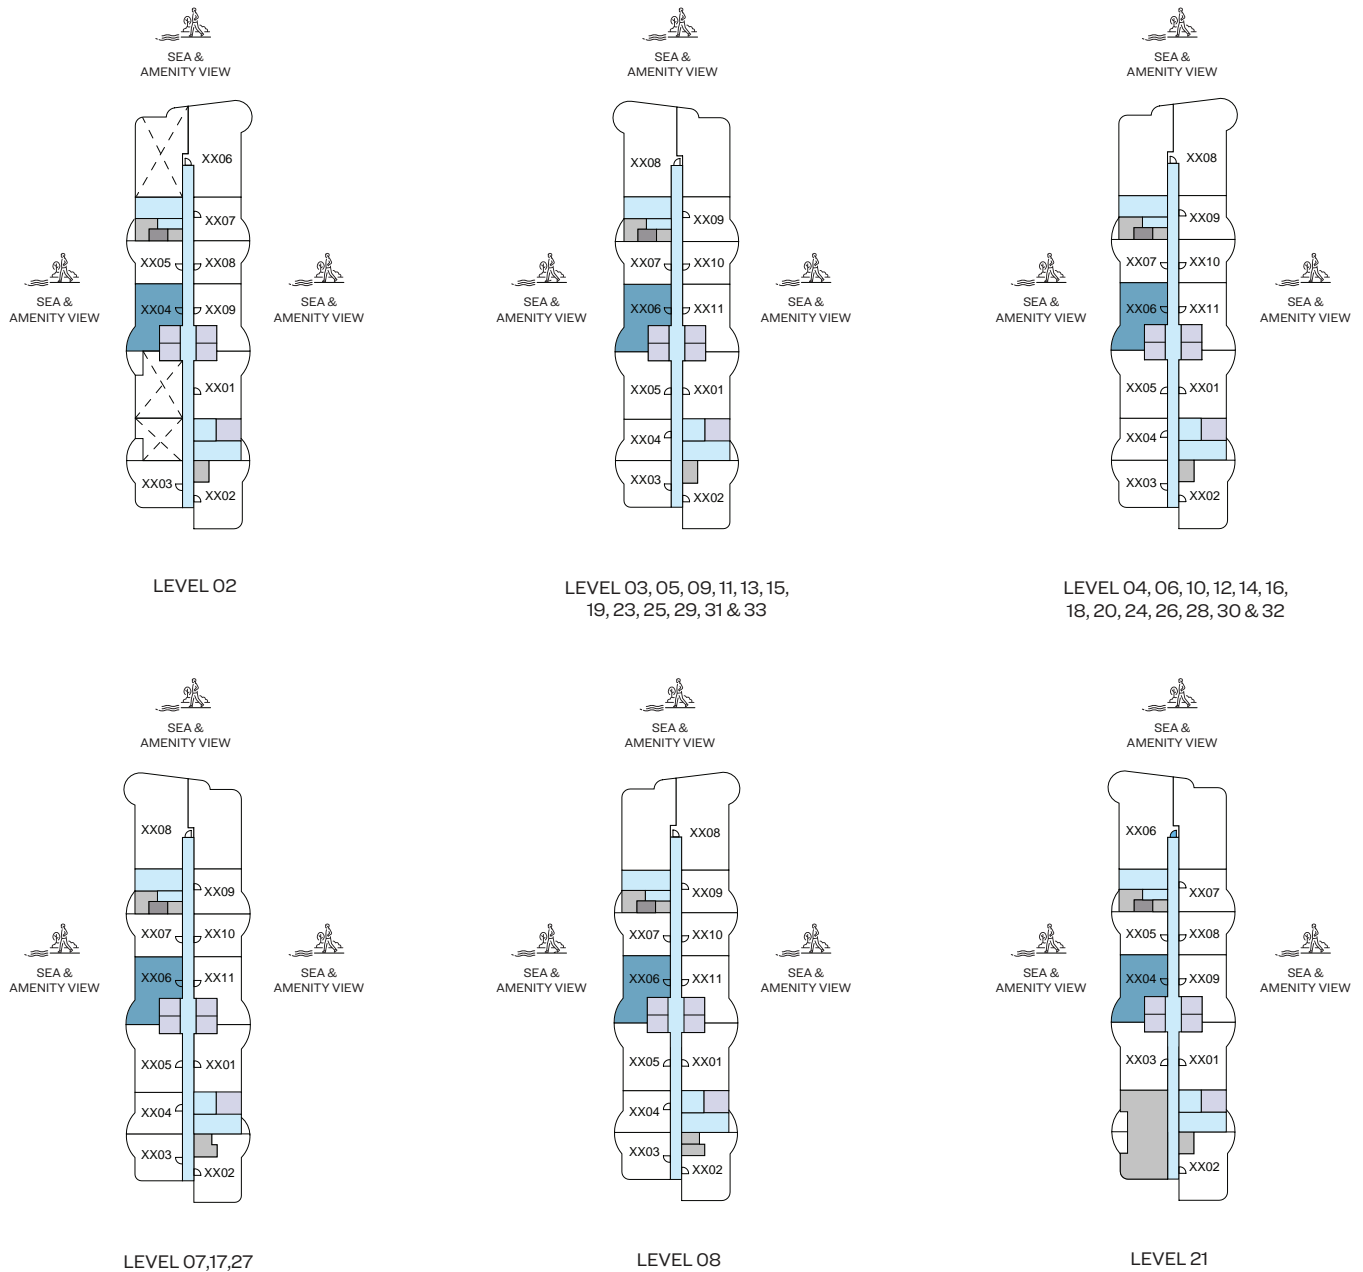 SEA &
AMENITY VIEW
SEA &
AMENITY VIEW
SEA &
AMENITY VIEW
XX06
XX07
XX05
XX08
XX04
XX09
XX01
XX03
XX02
SEA &
AMENITY VIEW
SEA &
AMENITY VIEW
LEVEL 02
XX08
XX09
XX07
XX10
XX06
XX11
XX05
XX01
XX04
XX03
XX02
SEA &
AMENITY VIEW
LEVEL 03, 05, 09, 11, 13, 15,
19, 23, 25, 29, 31 & 33
XX08
XX09
XX07
XX10
XX06
XX11
XX05
XX01
XX04
XX03
XX02
SEA &
AMENITY VIEW
SEA &
AMENITY VIEW
LEVEL 04, 06, 10, 12, 14, 16,
18, 20, 24, 26, 28, 30 & 32
SEA &
AMENITY VIEW
SEA &
AMENITY VIEW
SEA &
AMENITY VIEW
XX08
XX09
XX07
XX10
XX06
XX11
XX05
XX01
XX04
XX03
XX02
SEA &
AMENITY VIEW
SEA &
AMENITY VIEW
LEVEL 07,17,27
XX08
XX09
XX07
XX10
XX06
XX11
XX05
XX01
XX04
XX03
XX02
SEA &
AMENITY VIEW
LEVEL 08
XX06
XX07
XX05
XX08
XX04
XX09
XX03
XX01
XX02
SEA &
AMENITY VIEW
SEA &
AMENITY VIEW
LEVEL 21